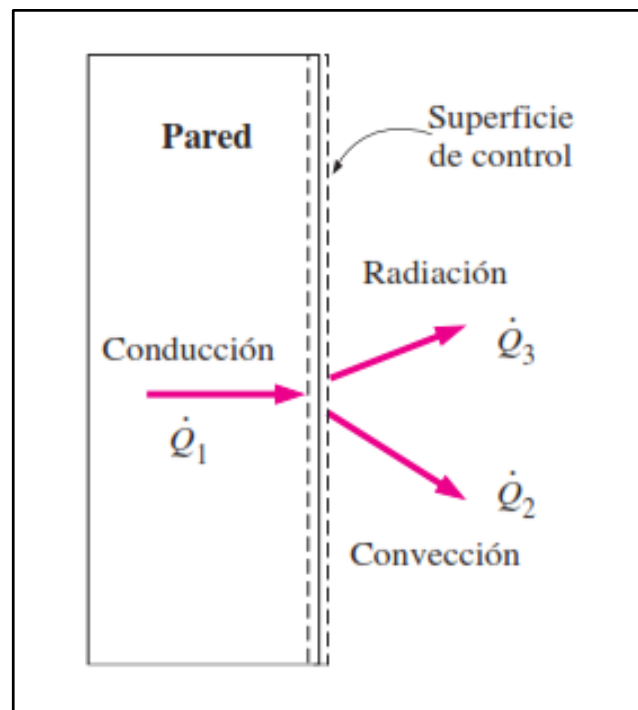 Pared
Superficie
de control
Radiación
Q̇3
Conducción
Q̇1
Q̇2
Convección